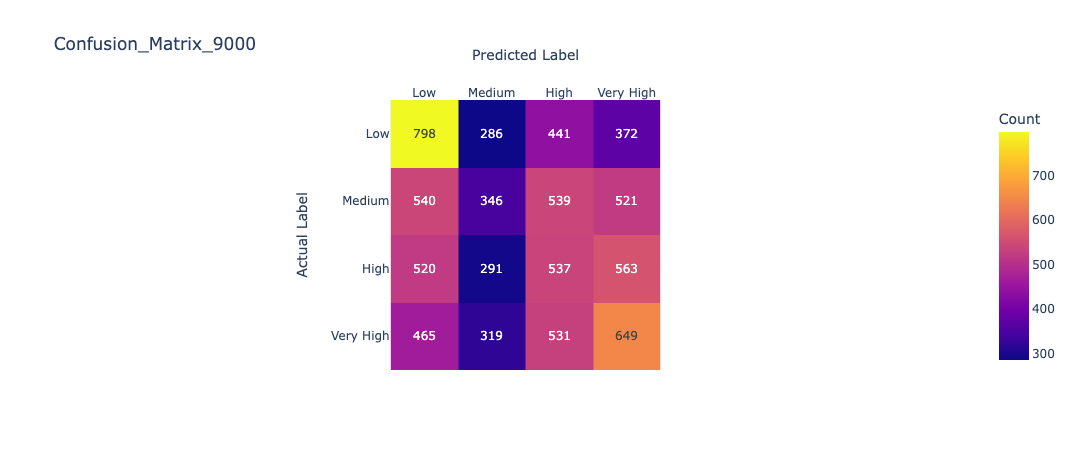 Confusion_Matrix_9000
Predicted Label
Low Medium High Very High
Count
Low 798 286 441 372
Medium 540 346 539 521
High 520 291 537 563
Very High 465 319 531 649
Actual Label
700
600
500
400
300